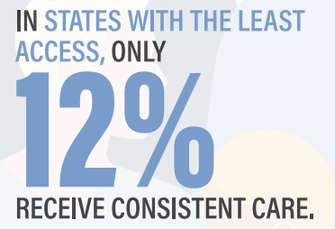 IN STATES WITH THE LEAST
ACCESS, ONLY
12%
RECEIVE CONSISTENT CARE.